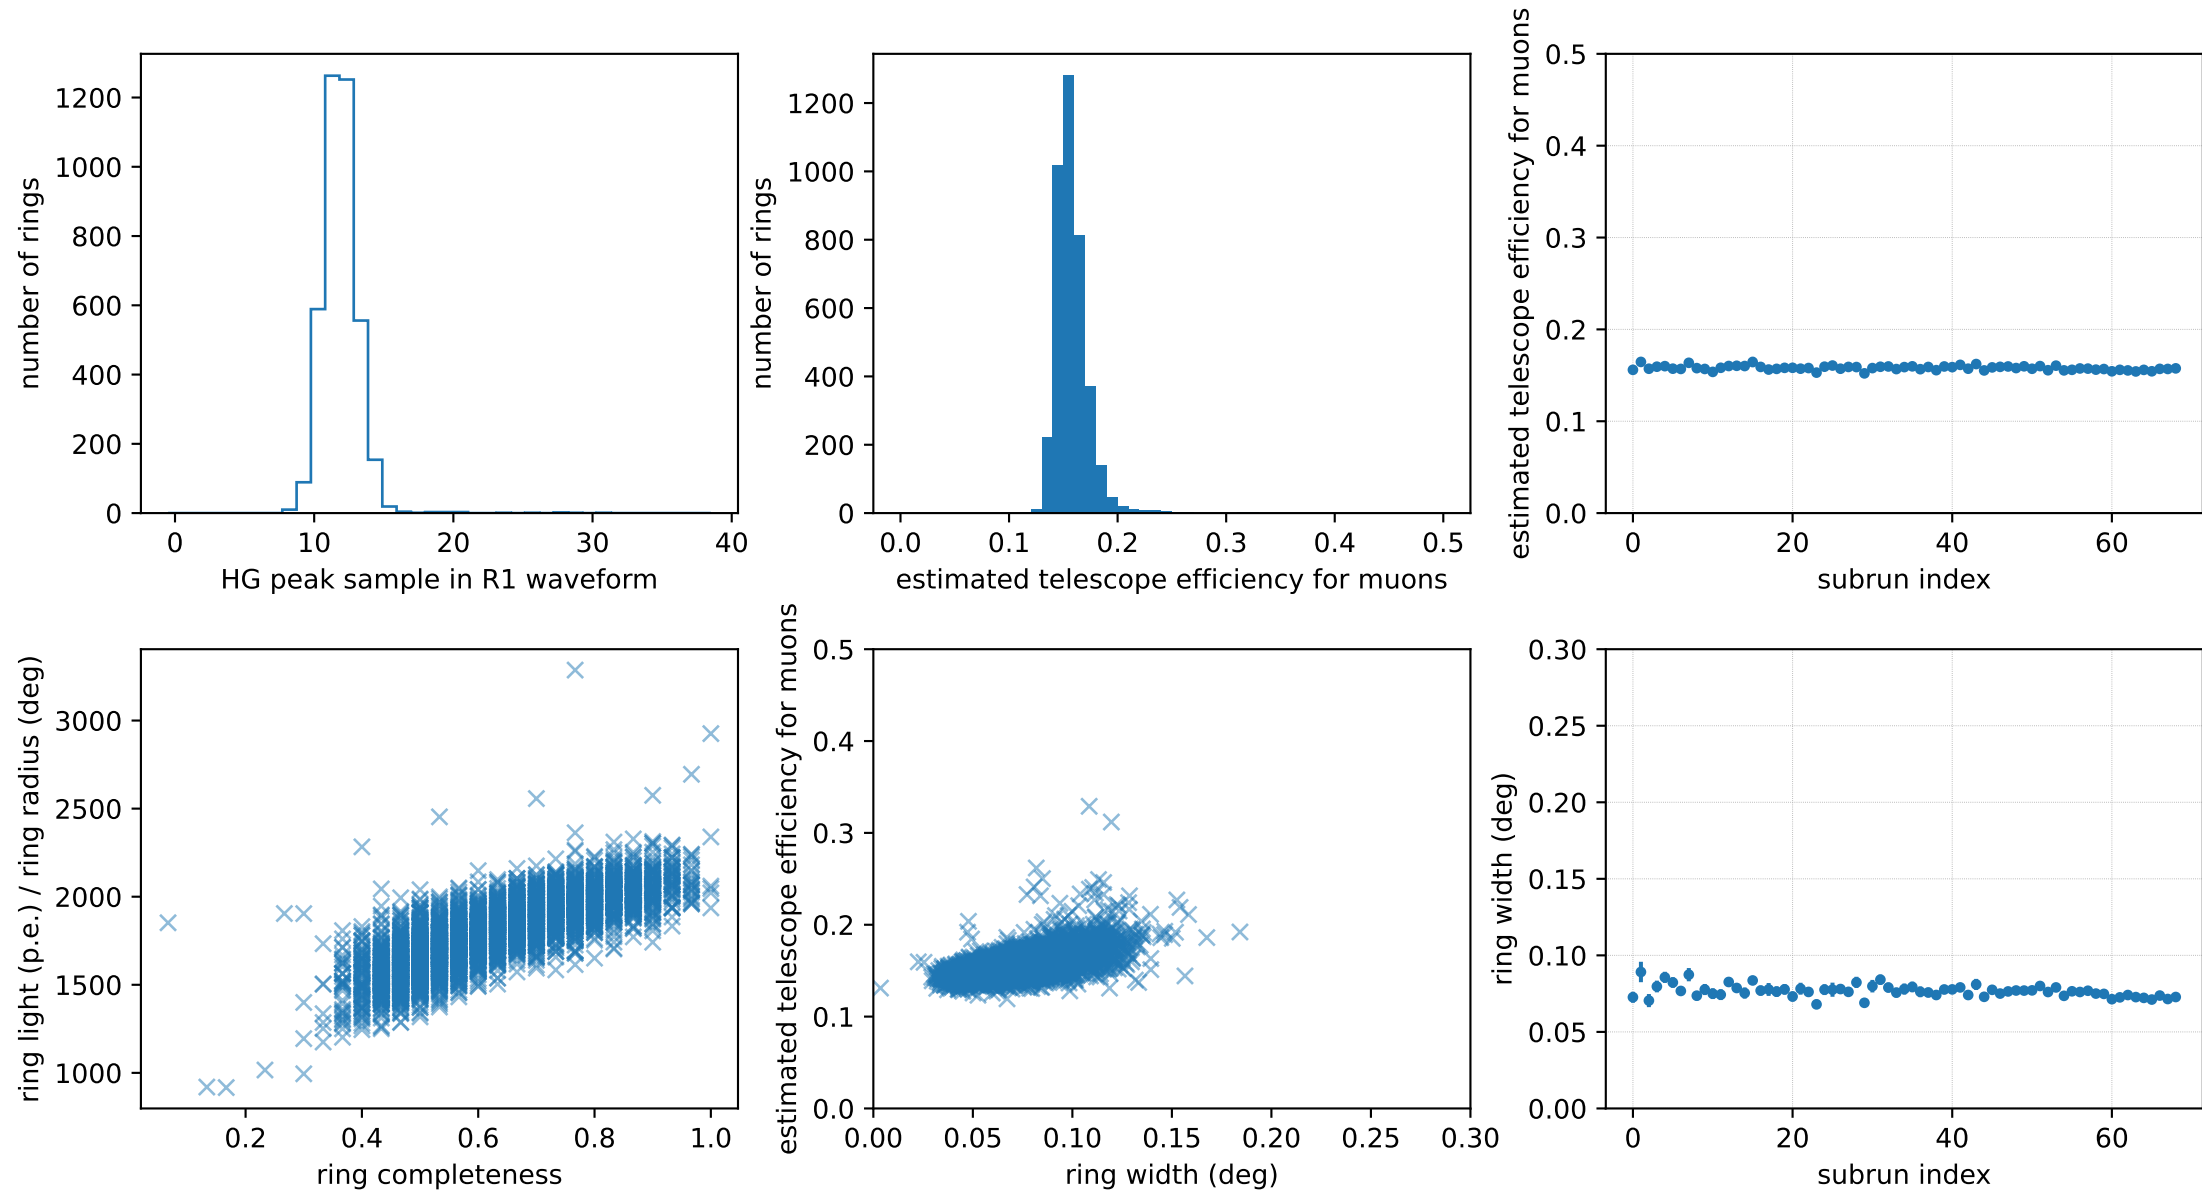 number of rings
1200
1000
800
600
400
200
0
0 10 20 30 40
HG peak sample in R1 waveform
number of rings
1200
1000
800
600
400
200
0
0.0 0.1 0.2 0.3 0.4 0.5
estimated telescope efficiency for muons
estimated telescope efficiency for muons
0.5
0.4
0.3
0.2
0.1
0.0
0 20 40 60
subrun index
ring light (p.e.) / ring radius (deg)
3000
2500
2000
1500
1000
0.2 0.4 0.6 0.8 1.0
ring completeness
estimated telescope efficiency for muons
0.5
0.4
0.3
0.2
0.1
0.0
0.00 0.05 0.10 0.15 0.20 0.25 0.30
ring width (deg)
ring width (deg)
0.30
0.25
0.20
0.15
0.10
0.05
0.00
0 20 40 60
subrun index